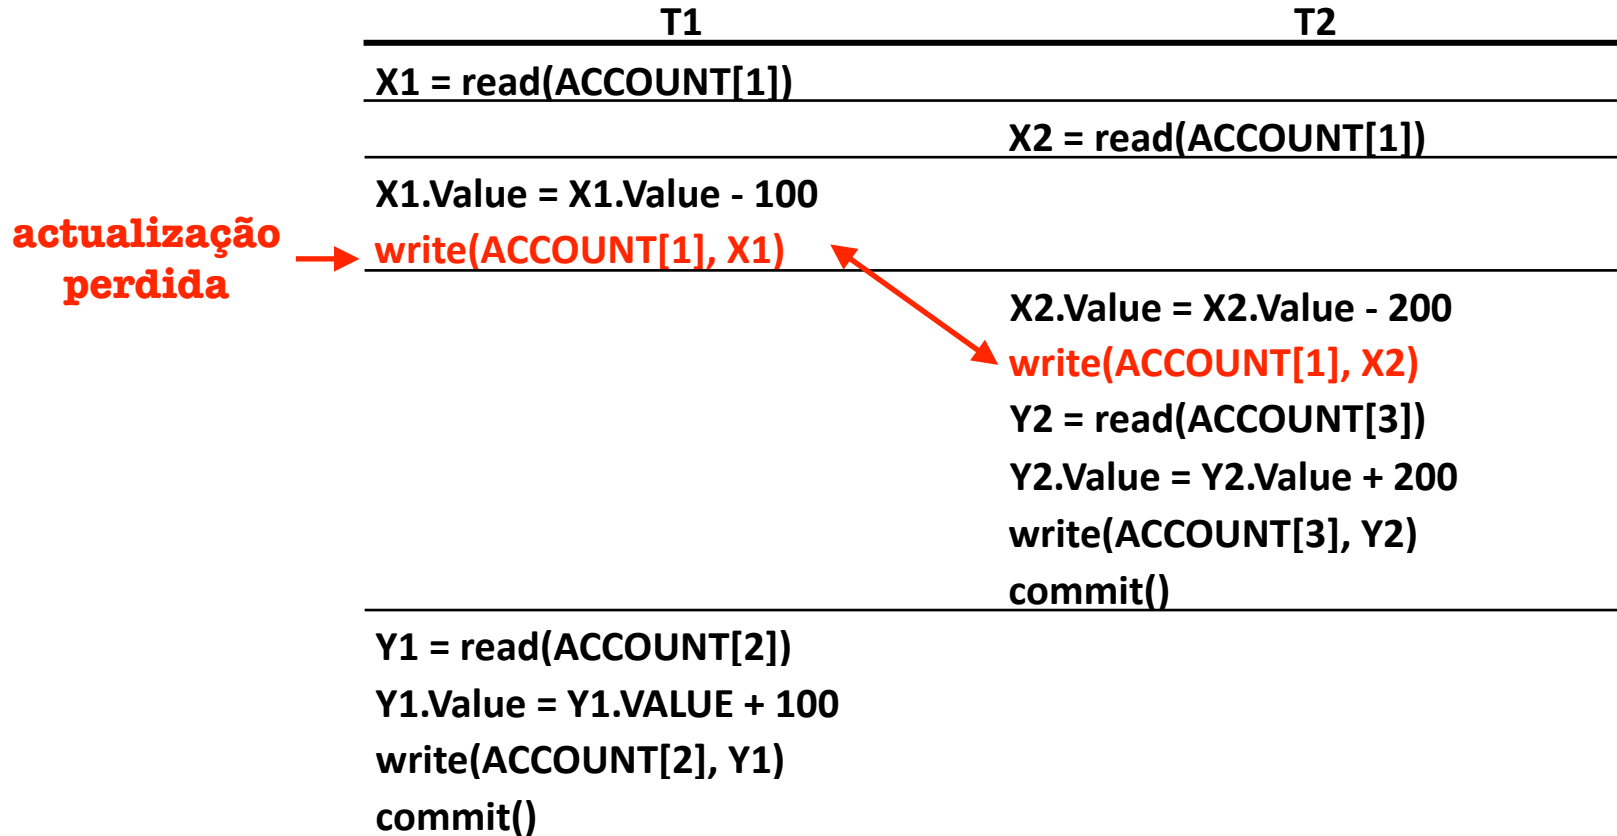 T1 T2
X1 = read(ACCOUNT[1])
X2 = read(ACCOUNT[1])
X1.Value = X1.Value - 100
actualização
perdida
write(ACCOUNT[1], X1)
X2.Value = X2.Value - 200
write(ACCOUNT[1], X2)
Y2 = read(ACCOUNT[3])
Y2.Value = Y2.Value + 200
write(ACCOUNT[3], Y2)
commit()
Y1 = read(ACCOUNT[2])
Y1.Value = Y1.VALUE + 100
write(ACCOUNT[2], Y1)
commit()